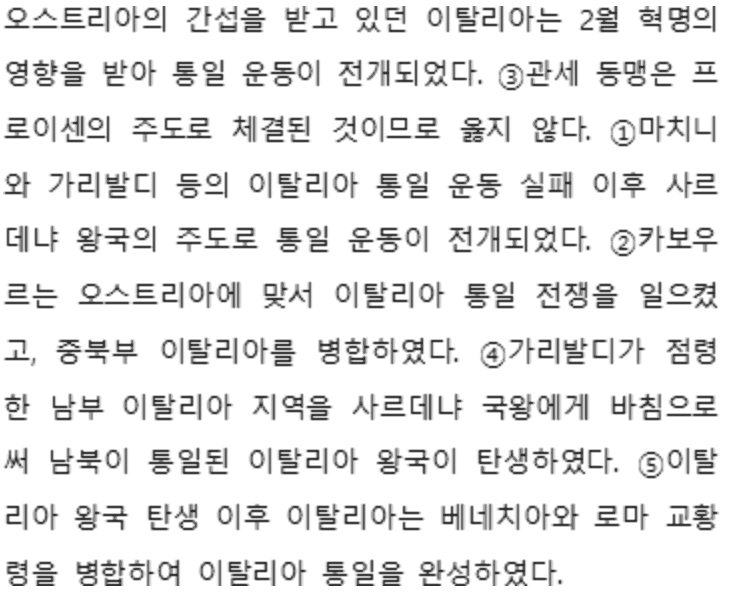 오스트리아의 간섭을 받고 있던 이탈리아는 2월 혁명의
영향을 받아 통일 운동이 전개되었다. ③관세 동맹은 프
로이센의 주도로 체결된 것이므로 옳지 않다. ①마치니
와 가리발디 등의 이탈리아 통일 운동 실패 이후 사르
데냐 왕국의 주도로 통일 운동이 전개되었다. ②카보우
르는 오스트리아에 맞서 이탈리아 통일 전쟁을 일으켰
고, 중북부 이탈리아를 병합하였다. ④가리발디가 점령
한 남부 이탈리아 지역을 사르데냐 국왕에게 바침으로
써 남북이 통일된 이탈리아 왕국이 탄생하였다. ⑤이탈
리아 왕국 탄생 이후 이탈리아는 베네치아와 로마 교황
령을 병합하여 이탈리아 통일을 완성하였다.